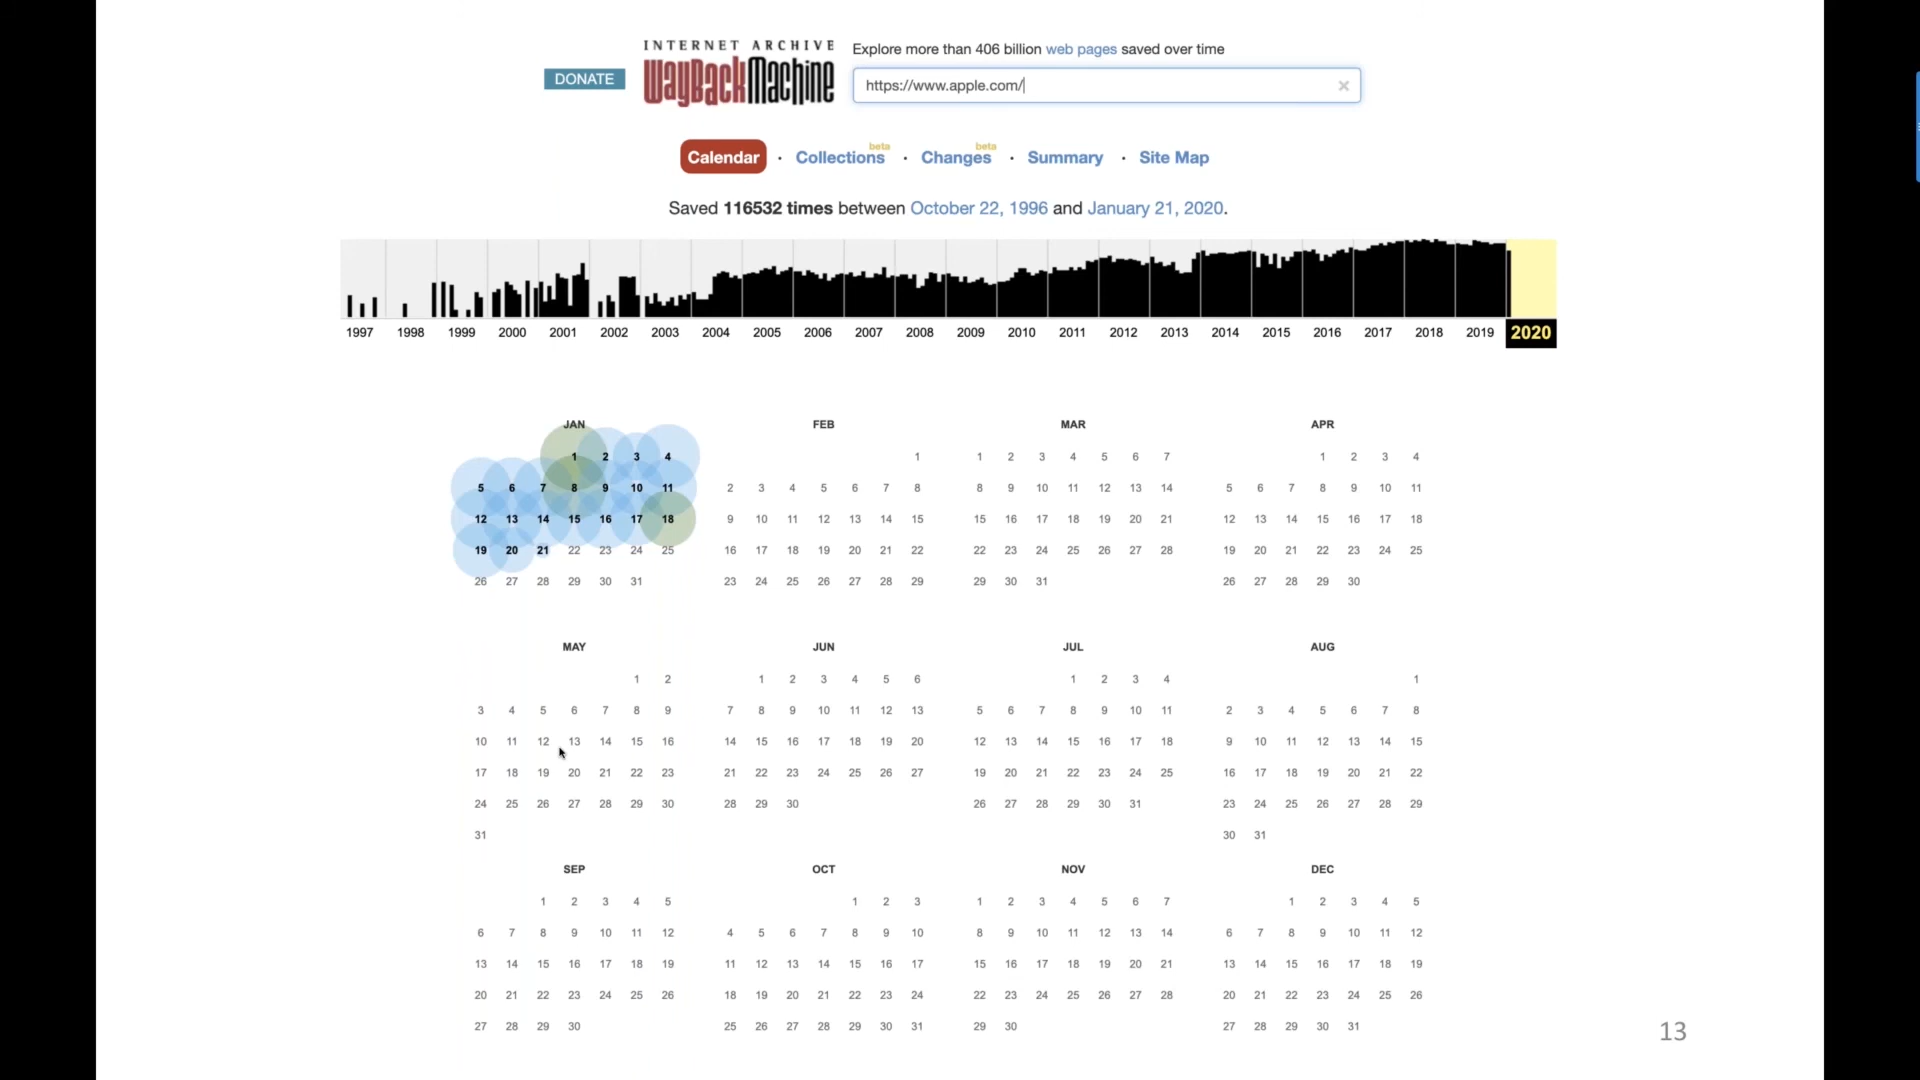 INTERNET ARCHIVE
DONATE
WayBackMachine
Explore more than 406 billion web pages saved over time
https://www.apple.com/
×
Calendar · Collections beta · Changes beta · Summary · Site Map
Saved 116532 times between October 22, 1996 and January 21, 2020.
1997 1998 1999 2000 2001 2002 2003 2004 2005 2006 2007 2008 2009 2010 2011 2012 2013 2014 2015 2016 2017 2018 2019 2020
JAN
1 2 3 4
5 6 7 8 9 10 11
12 13 14 15 16 17 18
19 20 21 22 23 24 25
26 27 28 29 30 31
FEB
1
2 3 4 5 6 7 8
9 10 11 12 13 14 15
16 17 18 19 20 21 22
23 24 25 26 27 28 29
MAR
1 2 3 4 5 6 7
8 9 10 11 12 13 14
15 16 17 18 19 20 21
22 23 24 25 26 27 28
29 30 31
APR
1 2 3 4
5 6 7 8 9 10 11
12 13 14 15 16 17 18
19 20 21 22 23 24 25
26 27 28 29 30
MAY
1 2
3 4 5 6 7 8 9
10 11 12 13 14 15 16
17 18 19 20 21 22 23
24 25 26 27 28 29 30
31
JUN
1 2 3 4 5 6
7 8 9 10 11 12 13
14 15 16 17 18 19 20
21 22 23 24 25 26 27
28 29 30
JUL
1 2 3 4
5 6 7 8 9 10 11
12 13 14 15 16 17 18
19 20 21 22 23 24 25
26 27 28 29 30 31
AUG
1
2 3 4 5 6 7 8
9 10 11 12 13 14 15
16 17 18 19 20 21 22
23 24 25 26 27 28 29
30 31
SEP
1 2 3 4 5
6 7 8 9 10 11 12
13 14 15 16 17 18 19
20 21 22 23 24 25 26
27 28 29 30
OCT
1 2 3
4 5 6 7 8 9 10
11 12 13 14 15 16 17
18 19 20 21 22 23 24
25 26 27 28 29 30 31
NOV
1 2 3 4 5 6 7
8 9 10 11 12 13 14
15 16 17 18 19 20 21
22 23 24 25 26 27 28
29 30
DEC
1 2 3 4 5
6 7 8 9 10 11 12
13 14 15 16 17 18 19
20 21 22 23 24 25 26
27 28 29 30 31
13